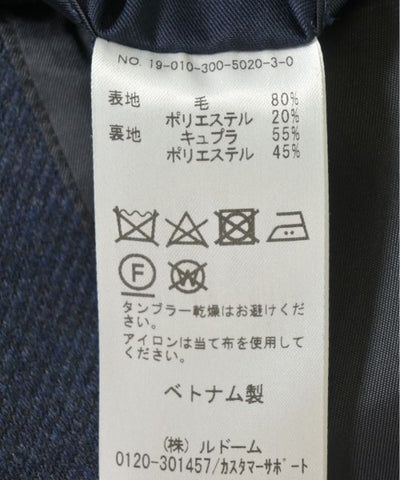 NO. 19-010-300-5020-3-0
表地 毛 80%
ポリエステル 20%
裏地 キュプラ 55%
ポリエステル 45%
F W
タンブラー乾燥はお避けくださ
い。
アイロンは当て布を使用して
ください。
ベトナム製
(株) ルドーム
0120-301457/カスタマーサポート